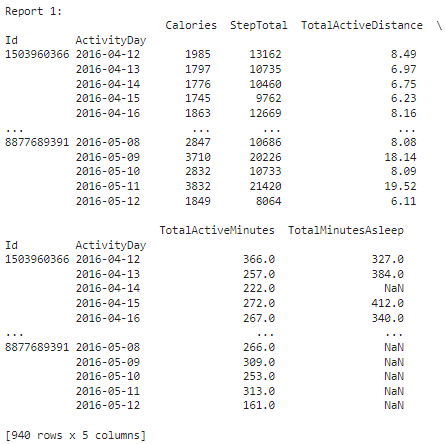 Report 1:
Calories StepTotal TotalActiveDistance \
Id ActivityDay
1503960366 2016-04-12 1985 13162 8.49
2016-04-13 1797 10735 6.97
2016-04-14 1776 10460 6.75
2016-04-15 1745 9762 6.23
2016-04-16 1863 12669 8.16
... ... ... ...
8877689391 2016-05-08 2847 10686 8.08
2016-05-09 3710 20226 18.14
2016-05-10 2832 10733 8.09
2016-05-11 3832 21420 19.52
2016-05-12 1849 8064 6.11
TotalActiveMinutes TotalMinutesAsleep
Id ActivityDay
1503960366 2016-04-12 366.0 327.0
2016-04-13 257.0 384.0
2016-04-14 222.0 NaN
2016-04-15 272.0 412.0
2016-04-16 267.0 340.0
... ... ...
8877689391 2016-05-08 266.0 NaN
2016-05-09 309.0 NaN
2016-05-10 253.0 NaN
2016-05-11 313.0 NaN
2016-05-12 161.0 NaN
[940 rows x 5 columns]